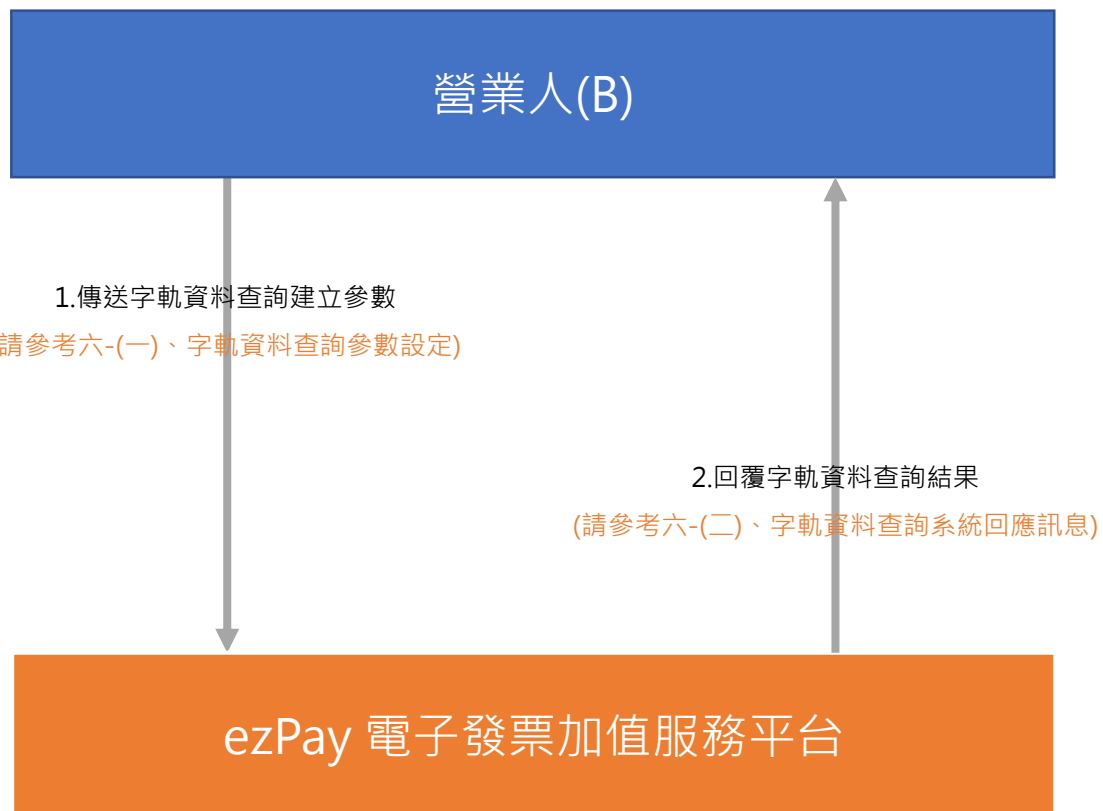 營業人(B)
1.傳送字軌資料查詢建立參數
請參考六-(一)、字軌資料查詢參數設定)
2.回覆字軌資料查詢結果
(請參考六-(二)、字軌資料查詢系統回應訊息)
ezPay 電子發票加值服務平台